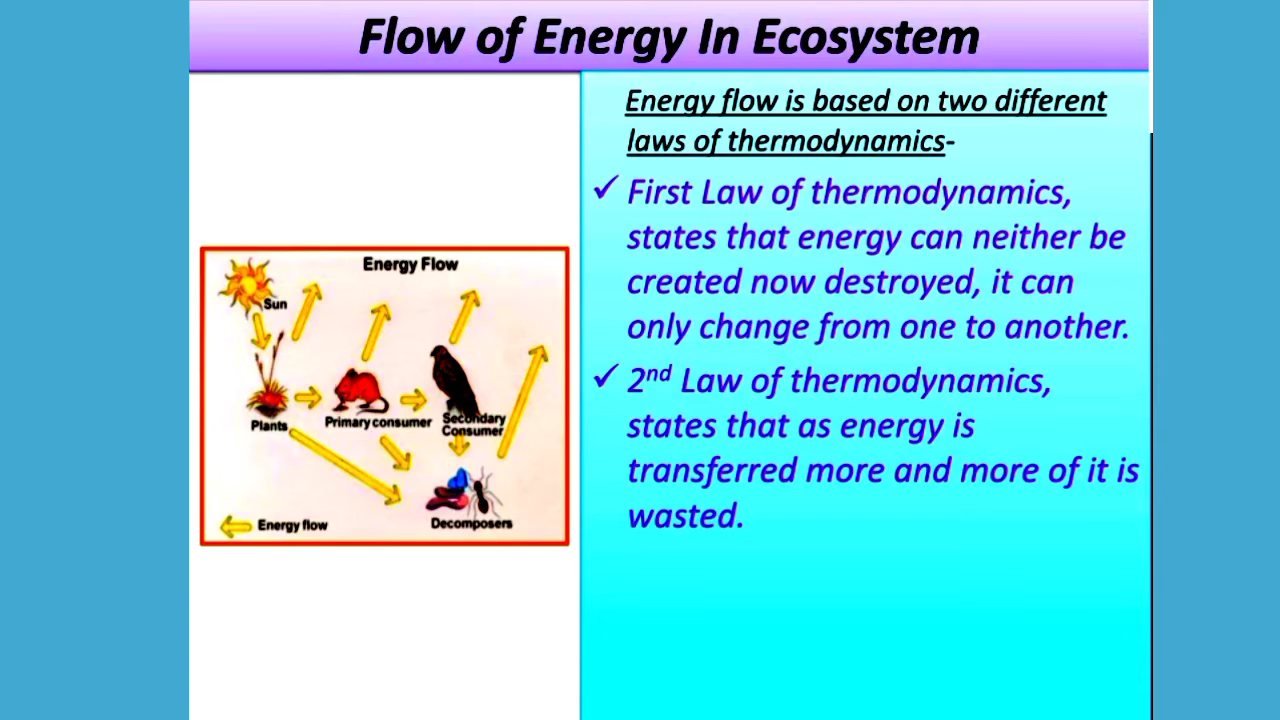 Flow of Energy In Ecosystem
Energy flow is based on two different
laws of thermodynamics-
✓ First Law of thermodynamics,
states that energy can neither be
created now destroyed, it can
only change from one to another.
✓ 2nd Law of thermodynamics,
states that as energy is
transferred more and more of it is
wasted.
Energy Flow
Sun
Plants
Primary consumer
Secondary
Consumer
Decomposers
Energy flow